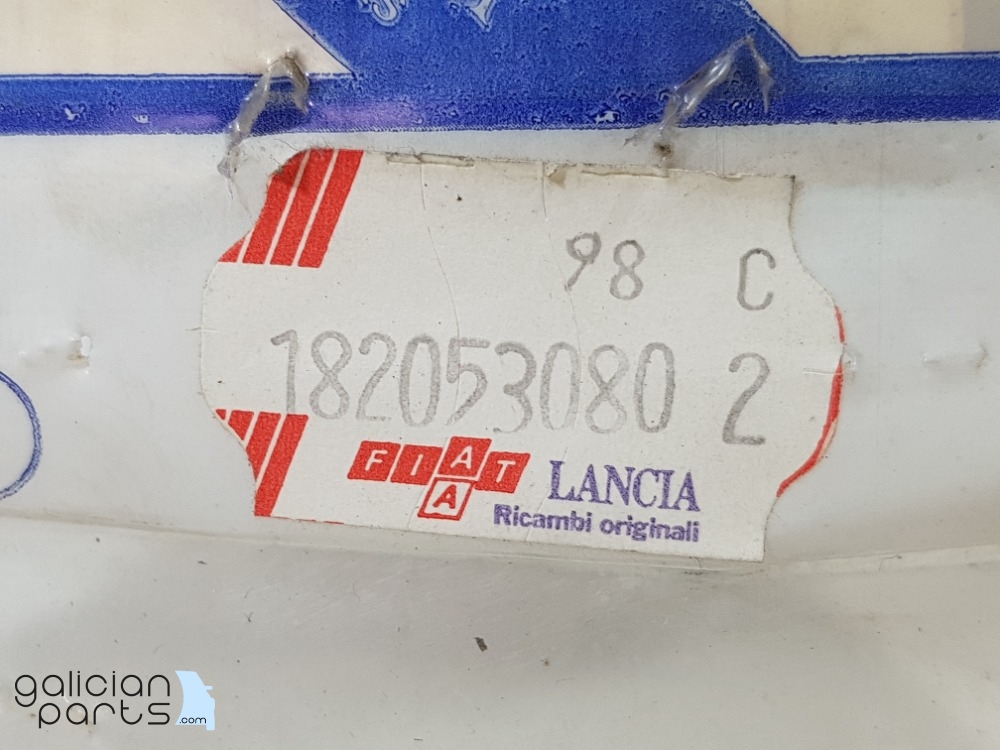 98 C
182053080 2
FIAT LANCIA
A
Ricambi originali
galician
parts.com